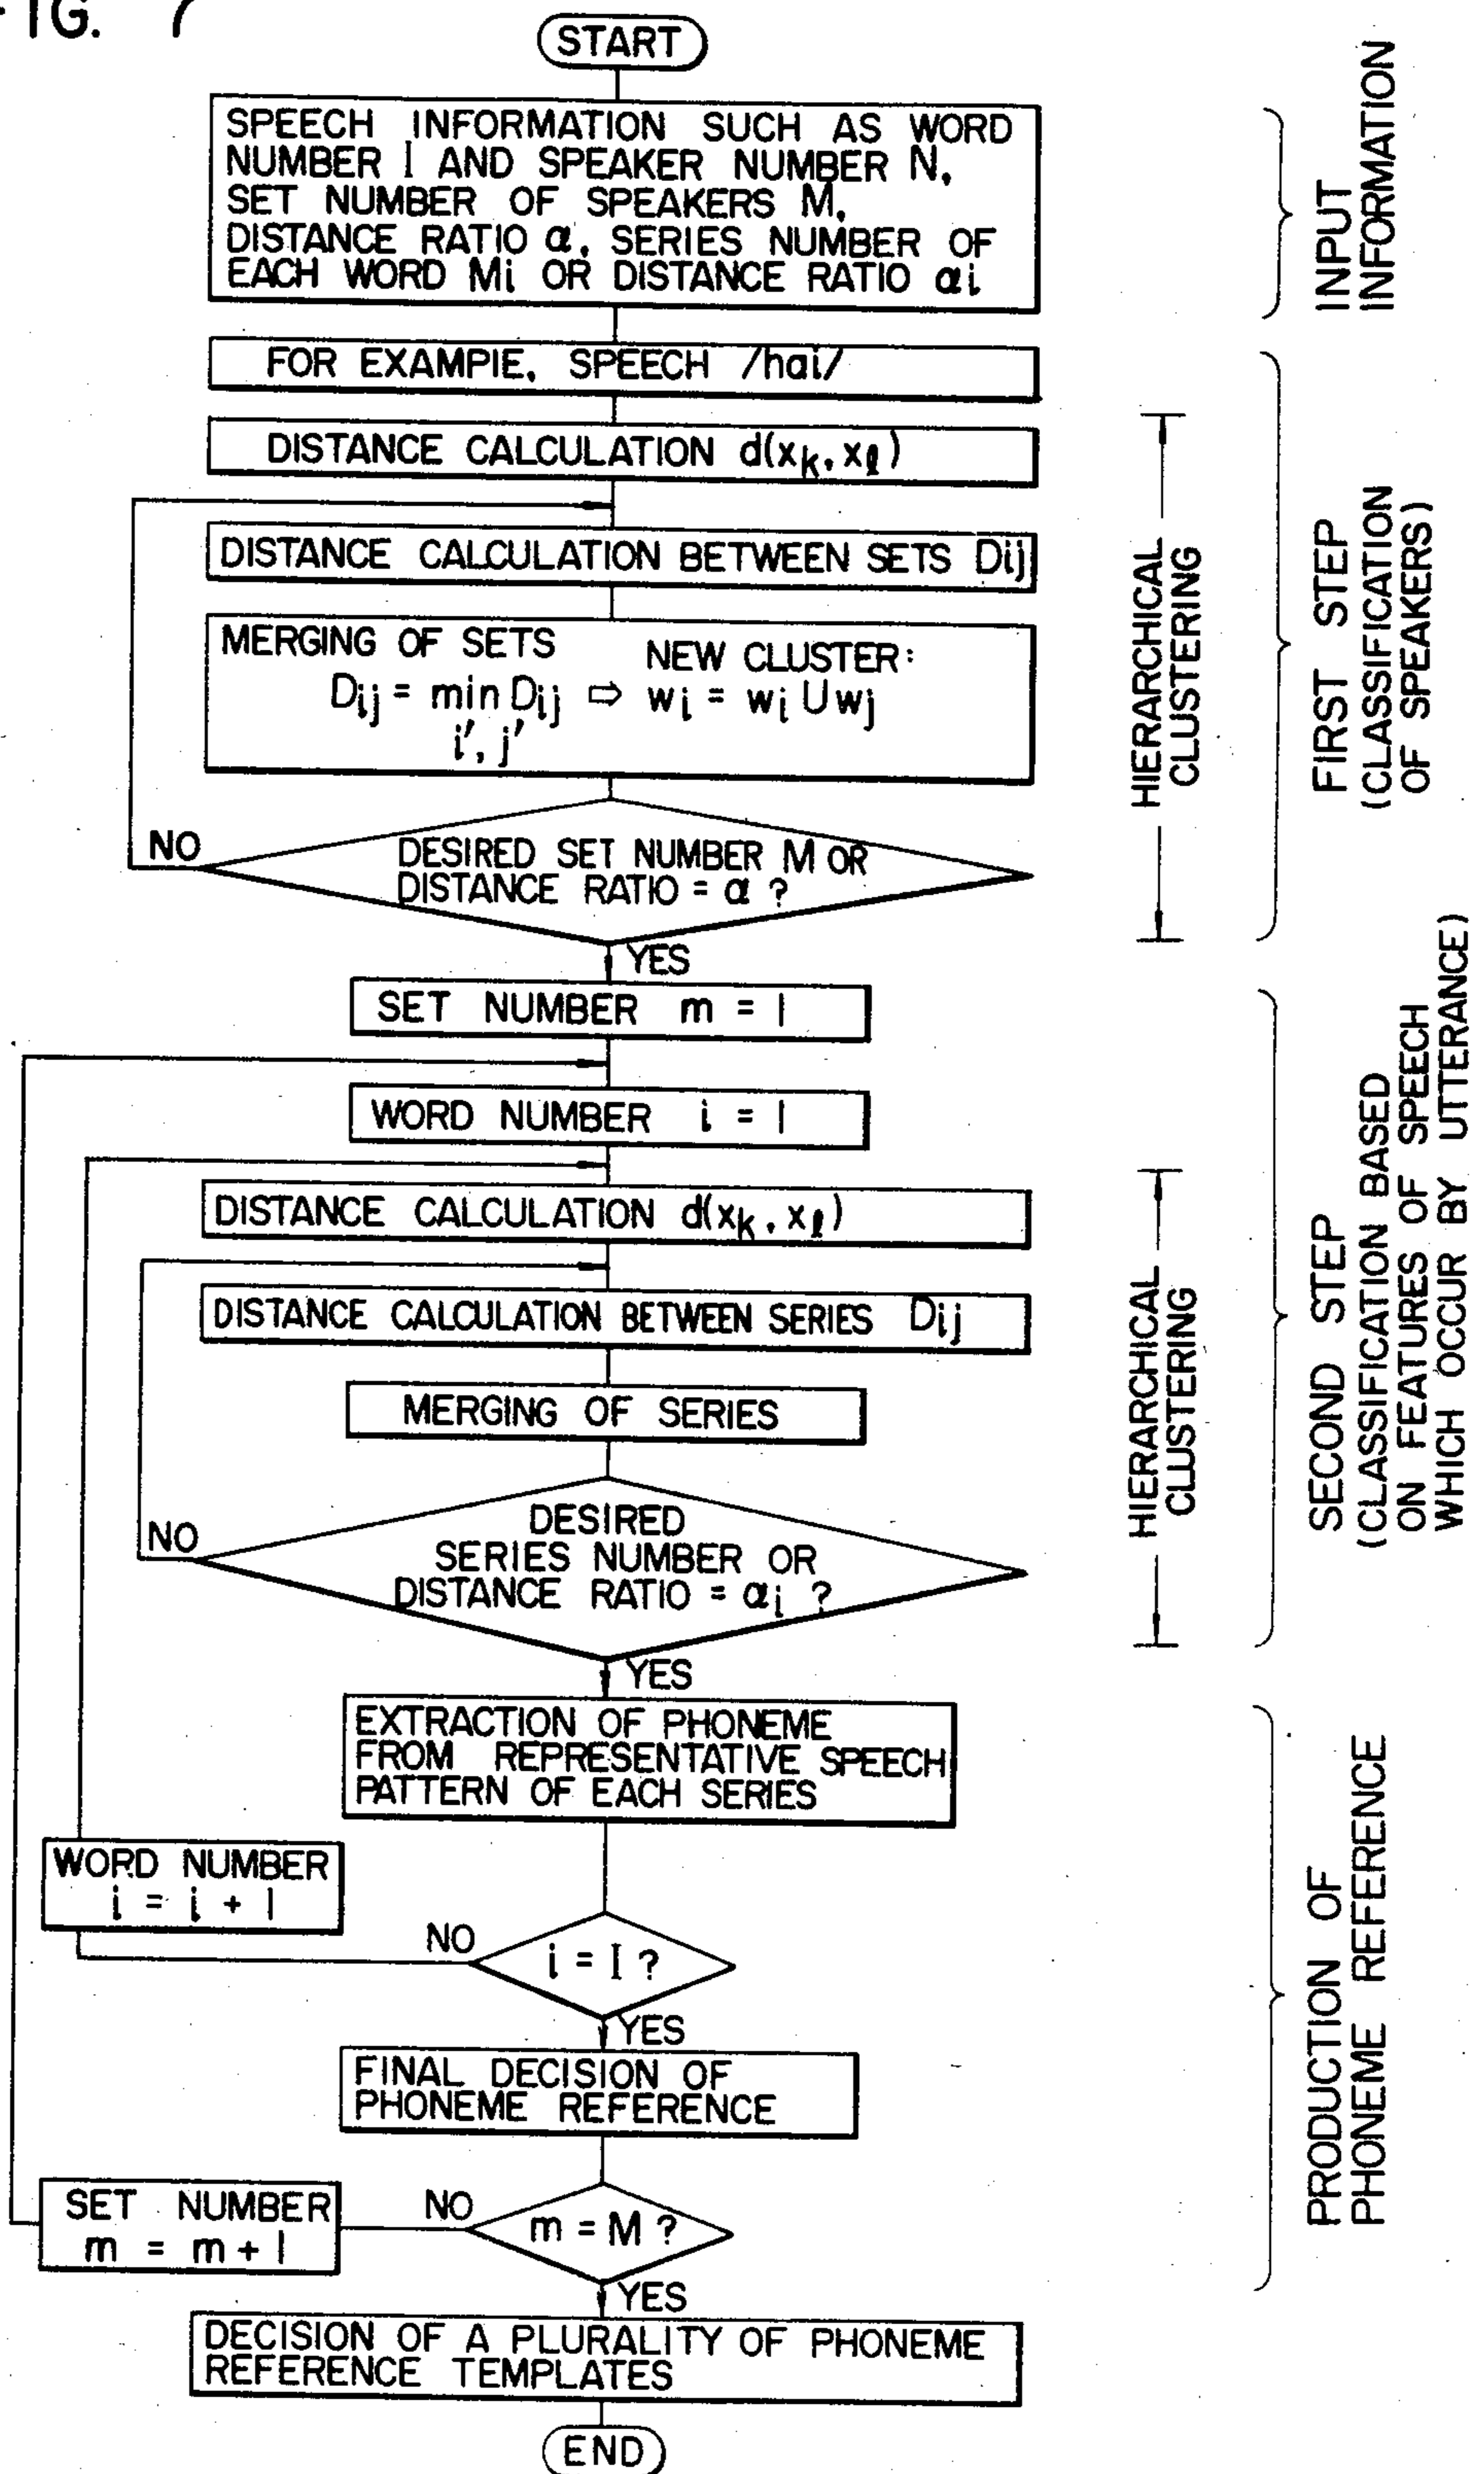 FIG. 7
START
SPEECH INFORMATION SUCH AS WORD
NUMBER I AND SPEAKER NUMBER N,
SET NUMBER OF SPEAKERS M,
DISTANCE RATIO α, SERIES NUMBER OF
EACH WORD Mi OR DISTANCE RATIO αi
FOR EXAMPIE, SPEECH /hai/
DISTANCE CALCULATION d(xk, xℓ)
DISTANCE CALCULATION BETWEEN SETS Dij
MERGING OF SETS NEW CLUSTER:
Dij = min Dij ⇨ wi = wi U wj
i', j'
NO
DESIRED SET NUMBER M OR
DISTANCE RATIO = α ?
YES
SET NUMBER m = 1
WORD NUMBER i = 1
DISTANCE CALCULATION d(xk, xℓ)
DISTANCE CALCULATION BETWEEN SERIES Dij
MERGING OF SERIES
NO
DESIRED
SERIES NUMBER OR
DISTANCE RATIO = αi ?
YES
EXTRACTION OF PHONEME
FROM REPRESENTATIVE SPEECH
PATTERN OF EACH SERIES
WORD NUMBER
i = i + 1
NO
i = I ?
YES
FINAL DECISION OF
PHONEME REFERENCE
SET NUMBER
m = m + 1
NO
m = M ?
YES
DECISION OF A PLURALITY OF PHONEME
REFERENCE TEMPLATES
END
INPUT
INFORMATION
HIERARCHICAL
CLUSTERING
FIRST STEP
(CLASSIFICATION
OF SPEAKERS)
HIERARCHICAL
CLUSTERING
SECOND STEP
(CLASSIFICATION BASED
ON FEATURES OF SPEECH
WHICH OCCUR BY UTTERANCE)
PRODUCTION OF
PHONEME REFERENCE